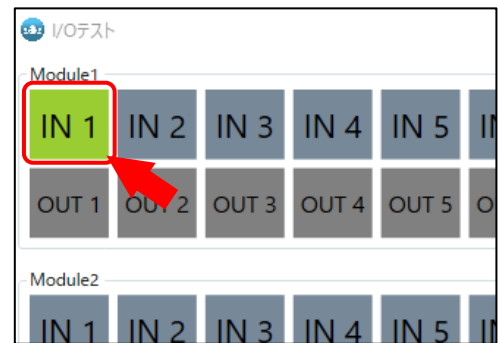 I/Oテスト
Module1
IN 1 IN 2 IN 3 IN 4 IN 5
OUT 1 OUT 2 OUT 3 OUT 4 OUT 5
Module2
IN 1 IN 2 IN 3 IN 4 IN 5